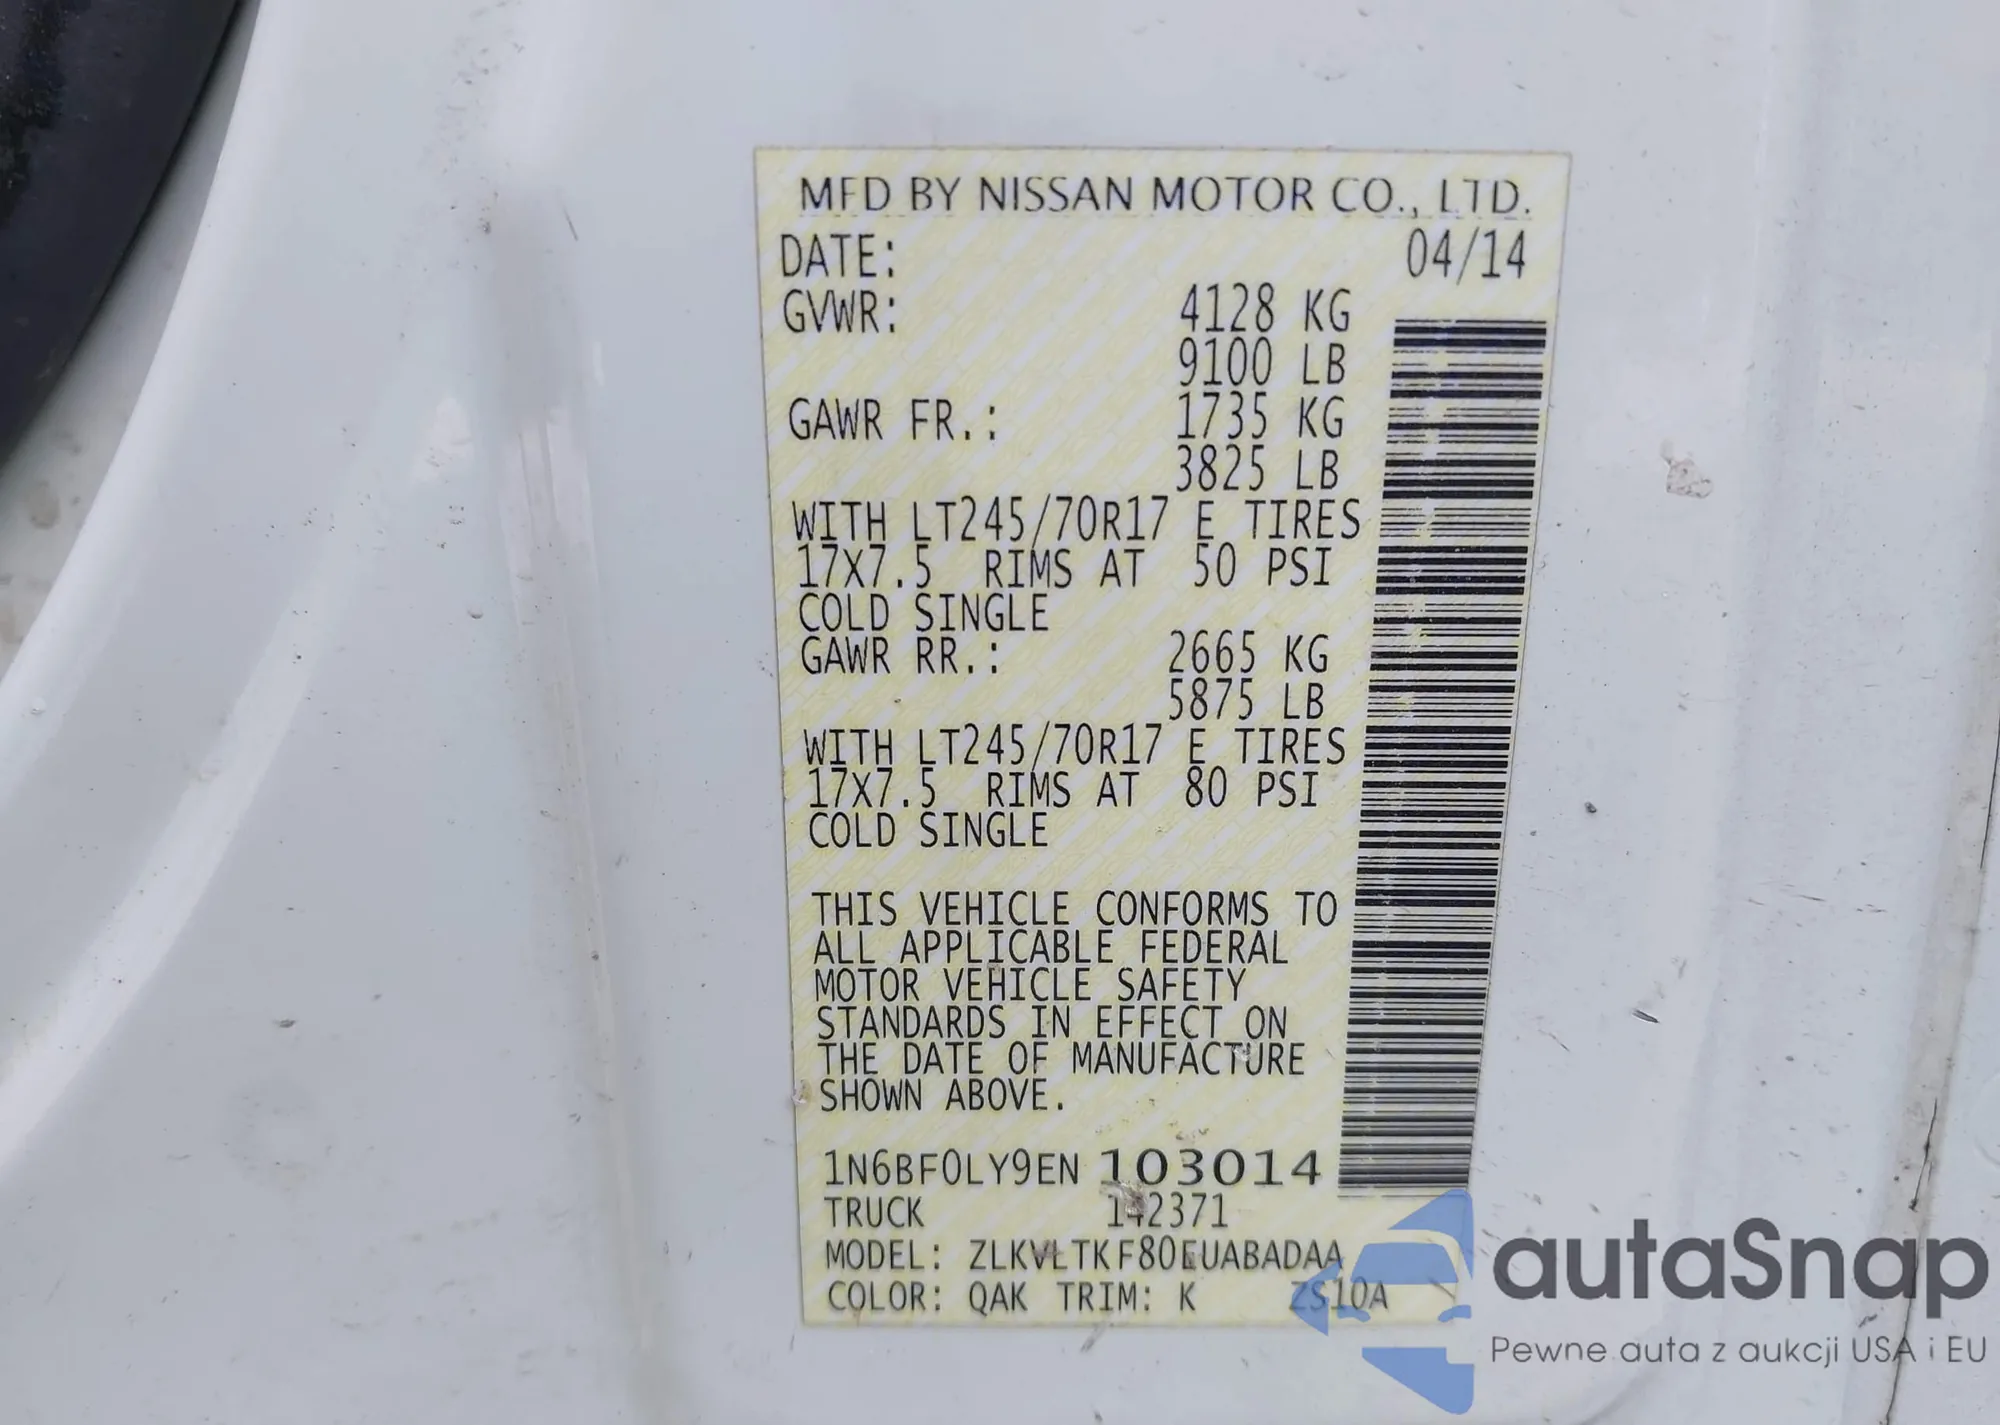 MFD BY NISSAN MOTOR CO., LTD.
DATE: 04/14
GVWR: 4128 KG
9100 LB
GAWR FR.: 1735 KG
3825 LB
WITH LT245/70R17 E TIRES
17X7.5 RIMS AT 50 PSI
COLD SINGLE
GAWR RR.: 2665 KG
5875 LB
WITH LT245/70R17 E TIRES
17X7.5 RIMS AT 80 PSI
COLD SINGLE
THIS VEHICLE CONFORMS TO
ALL APPLICABLE FEDERAL
MOTOR VEHICLE SAFETY
STANDARDS IN EFFECT ON
THE DATE OF MANUFACTURE
SHOWN ABOVE.
1N6BF0LY9EN 103014
TRUCK 142371
MODEL: ZLKVLTKF80EUABADAA
COLOR: QAK TRIM: K ZS10A
autaSnap
Pewne auta z aukcji USA i EU